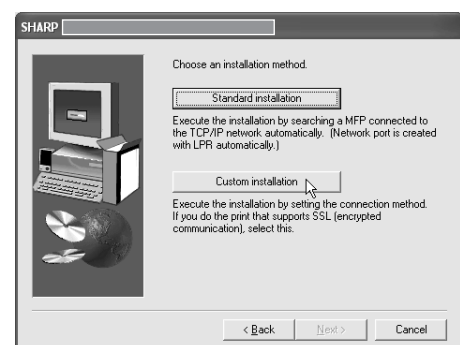 SHARP
Choose an installation method.
Standard installation
Execute the installation by searching a MFP connected to
the TCP/IP network automatically. (Network port is created
with LPR automatically.)
Custom installation
Execute the installation by setting the connection method.
If you do the print that supports SSL (encrypted
communication), select this.
< Back Next > Cancel